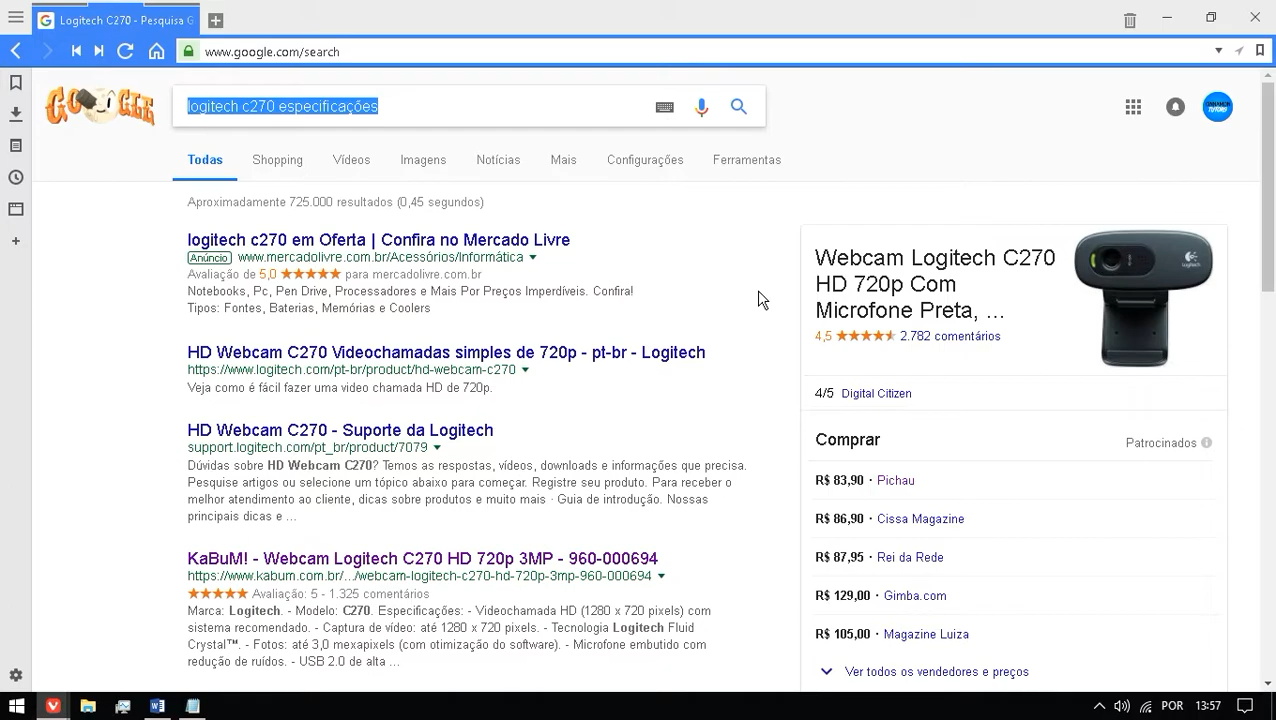 Logitech C270 - Pesquisa G
www.google.com/search
GOOGLE
logitech c270 especificações
Todas
Shopping
Vídeos
Imagens
Notícias
Mais
Configurações
Ferramentas
Aproximadamente 725.000 resultados (0,45 segundos)
logitech c270 em Oferta | Confira no Mercado Livre
Anúncio www.mercadolivre.com.br/Acessórios/Informática
Avaliação de 5,0 ★★★★★ para mercadolivre.com.br
Notebooks, Pc, Pen Drive, Processadores e Mais Por Preços Imperdíveis. Confira!
Tipos: Fontes, Baterias, Memórias e Coolers
HD Webcam C270 Videochamadas simples de 720p - pt-br - Logitech
https://www.logitech.com/pt-br/product/hd-webcam-c270
Veja como é fácil fazer uma video chamada HD de 720p.
HD Webcam C270 - Suporte da Logitech
support.logitech.com/pt_br/product/7079
Dúvidas sobre HD Webcam C270? Temos as respostas, vídeos, downloads e informações que precisa.
Pesquise artigos ou selecione um tópico abaixo para começar. Registre seu produto. Para receber o
melhor atendimento ao cliente, dicas sobre produtos e muito mais · Guia de introdução. Nossas
principais dicas e ...
KaBuM! - Webcam Logitech C270 HD 720p 3MP - 960-000694
https://www.kabum.com.br/.../webcam-logitech-c270-hd-720p-3mp-960-000694
★★★★★ Avaliação: 5 - 1.325 comentários
Marca: Logitech. - Modelo: C270. Especificações: - Videochamada HD (1280 x 720 pixels) com
sistema recomendado. - Captura de vídeo: até 1280 x 720 pixels. - Tecnologia Logitech Fluid
Crystal™. - Fotos: até 3,0 megapixels (com otimização do software). - Microfone embutido com
redução de ruídos. - USB 2.0 de alta ...
Webcam Logitech C270
HD 720p Com
Microfone Preta, ...
4,5 ★★★★★ 2.782 comentários
4/5 Digital Citizen
Comprar
Patrocinados
R$ 83,90 · Pichau
R$ 86,90 · Cissa Magazine
R$ 87,95 · Rei da Rede
R$ 129,00 · Gimba.com
R$ 105,00 · Magazine Luiza
Ver todos os vendedores e preços
POR
13:57